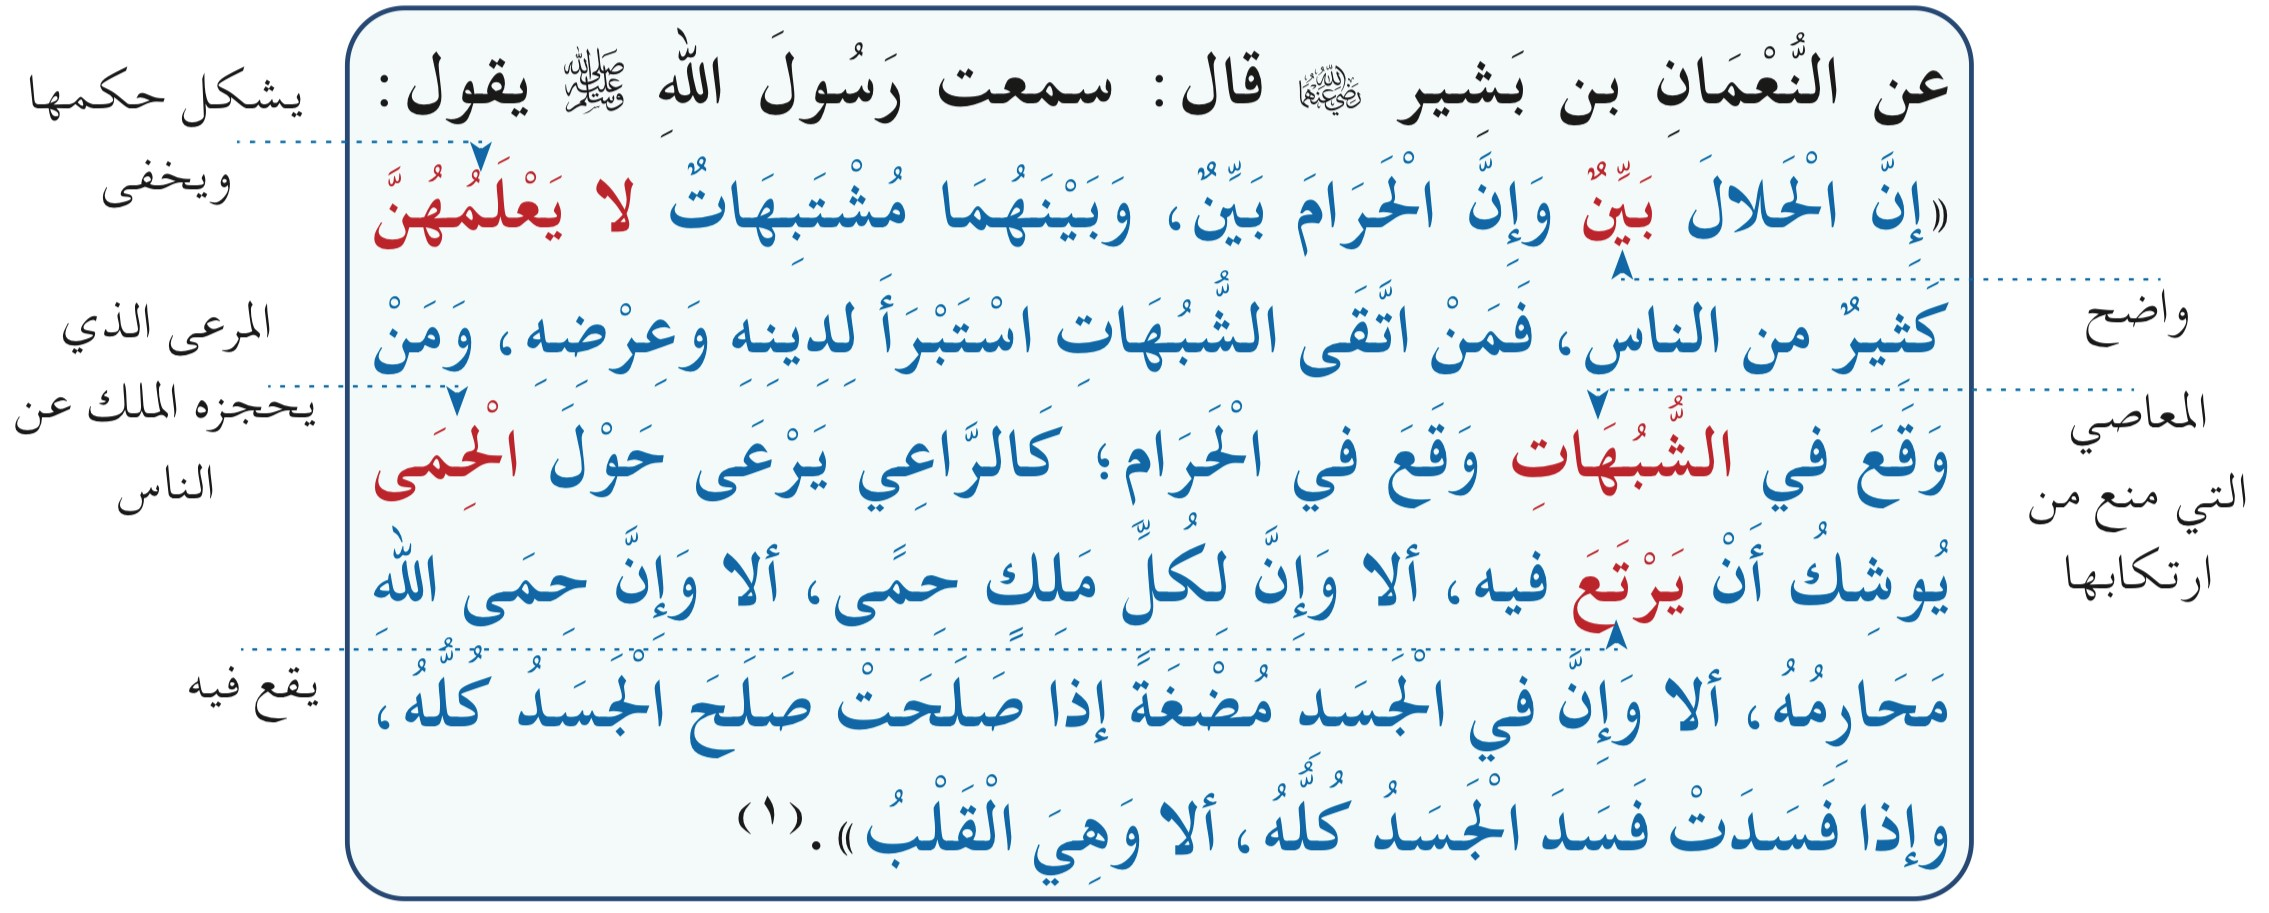 عن النُّعْمَانِ بن بَشِير رضي الله عنهما قال: سمعت رَسُولَ اللهِ ﷺ يقول:
«إِنَّ الْحَلالَ بَيِّنٌ وَإِنَّ الْحَرَامَ بَيِّنٌ، وَبَيْنَهُمَا مُشْتَبِهَاتٌ لا يَعْلَمُهُنَّ
كَثِيرٌ من الناس، فَمَنْ اتَّقَى الشُّبُهَاتِ اسْتَبْرَأَ لِدِينِهِ وَعِرْضِهِ، وَمَنْ
وَقَعَ في الشُّبُهَاتِ وَقَعَ في الْحَرَام؛ كَالرَّاعِي يَرْعَى حَوْلَ الْحِمَى
يُوشِكُ أَنْ يَرْتَعَ فيه، ألا وَإِنَّ لِكُلِّ مَلِكٍ حِمًى، ألا وَإِنَّ حِمَى اللهِ
مَحَارِمُهُ، ألا وَإِنَّ في الْجَسَدِ مُضْغَةً إذا صَلَحَتْ صَلَحَ الْجَسَدُ كُلُّهُ،
وإذا فَسَدَتْ فَسَدَ الْجَسَدُ كُلُّهُ، ألا وَهِيَ الْقَلْبُ». (١)
واضح
المعاصي
التي منع من
ارتكابها
يشكل حكمها
ويخفى
المرعى الذي
يحجزه الملك عن
الناس
يقع فيه